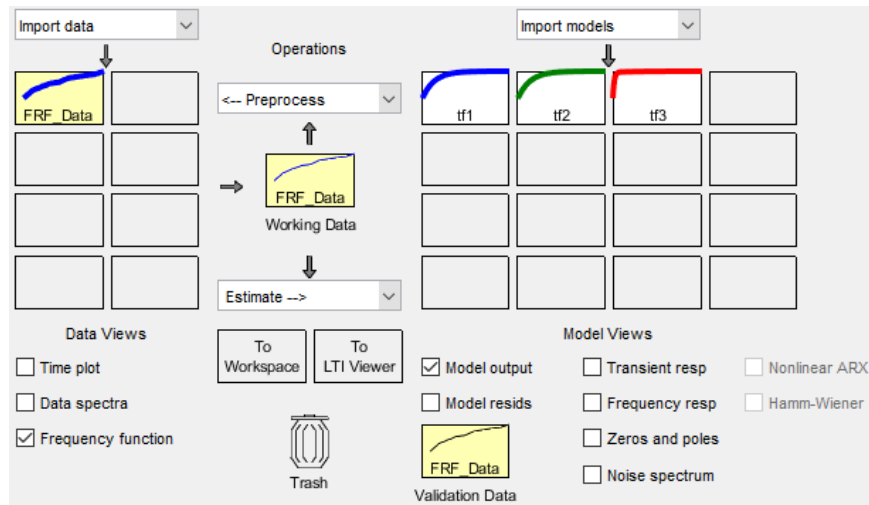 Import data
Import models
Operations
FRF_Data
<-- Preprocess
tf1
tf2
tf3
FRF_Data
Working Data
Estimate -->
Data Views
Model Views
To
Workspace
To
LTI Viewer
Time plot
Data spectra
Frequency function
Trash
Model output
Model resids
FRF_Data
Validation Data
Transient resp
Frequency resp
Zeros and poles
Noise spectrum
Nonlinear ARX
Hamm-Wiener